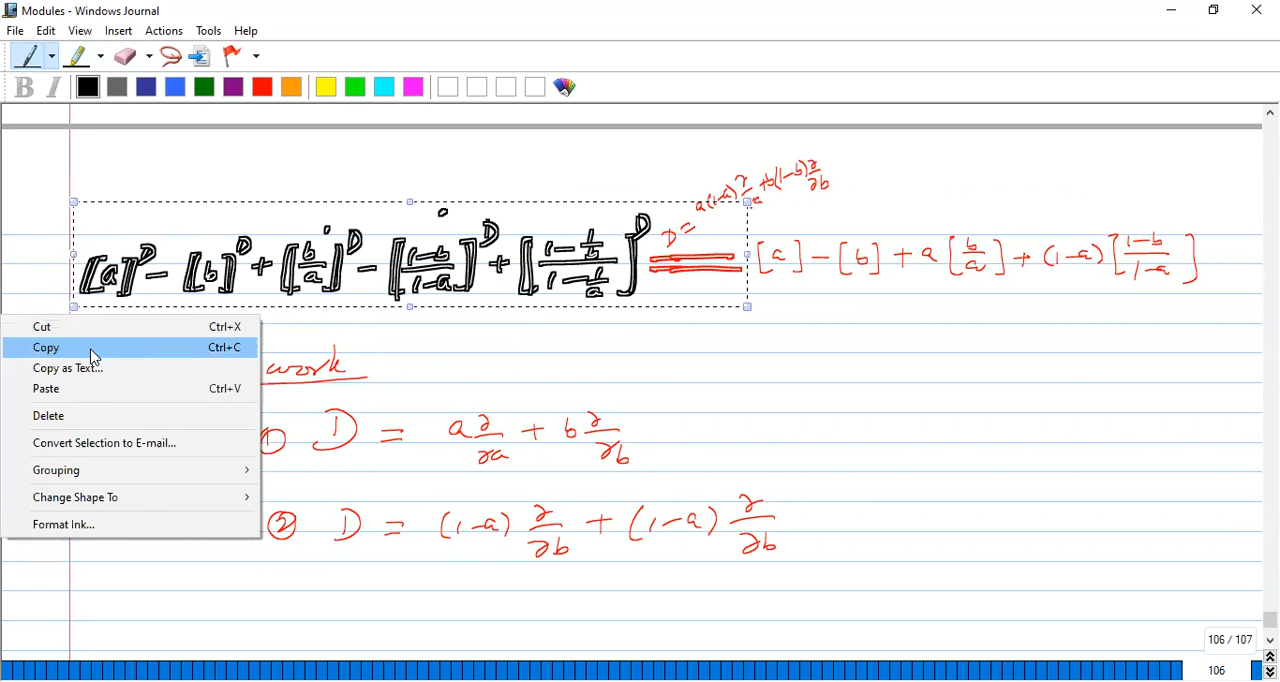 Modules - Windows Journal
File Edit View Insert Actions Tools Help
B I
D = a(1-a) ∂/∂a + b(1-b) ∂/∂b
[a]^D - [b]^D + [b/a]^D - [(1-b)/(1-a)]^D + [(1-1/b)/(1-1/a)]^D = [a] - [b] + a[b/a] + (1-a)[(1-b)/(1-a)]
Cut Ctrl+X
Copy Ctrl+C
Copy as Text...
Paste Ctrl+V
Delete
Convert Selection to E-mail...
Grouping
Change Shape To
Format Ink...
work
① D = a ∂/∂a + b ∂/∂b
② D = (1-a) ∂/∂b + (1-a) ∂/∂b
106 / 107
106